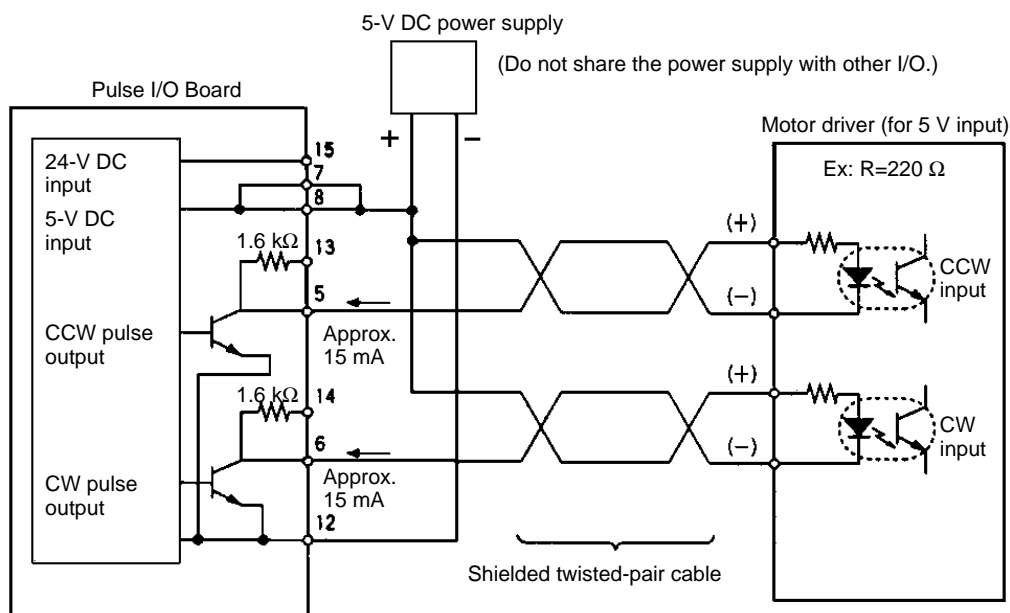 5-V DC power supply
(Do not share the power supply with other I/O.)
Pulse I/O Board
+
−
Motor driver (for 5 V input)
24-V DC
input
5-V DC
input
15
7
8
1.6 kΩ
13
5
CCW pulse
output
Approx.
15 mA
1.6 kΩ
14
6
CW pulse
output
Approx.
15 mA
12
Ex: R=220 Ω
(+)
(−)
CCW
input
(+)
(−)
CW
input
Shielded twisted-pair cable